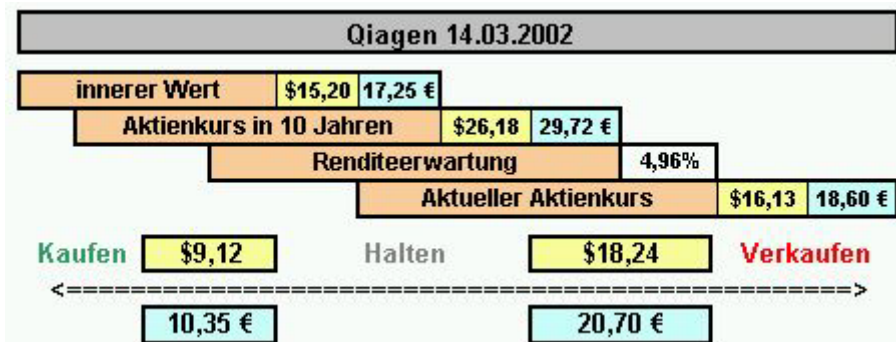 Qiagen 14.03.2002
innerer Wert $15,20 17,25 €
Aktienkurs in 10 Jahren $26,18 29,72 €
Renditeerwartung 4,96%
Aktueller Aktienkurs $16,13 18,60 €
Kaufen $9,12 Halten $18,24 Verkaufen
<==============================================>
10,35 € 20,70 €